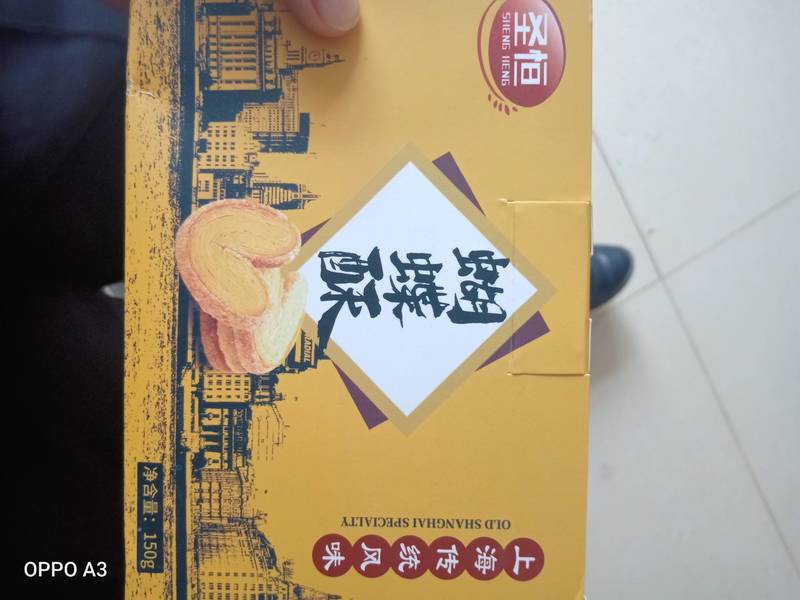 圣恒
SHENG HENG
蝴蝶酥
RADIAL
OLD SHANGHAI SPECIALTY
上海传统风味
净含量：150g
OPPO A3